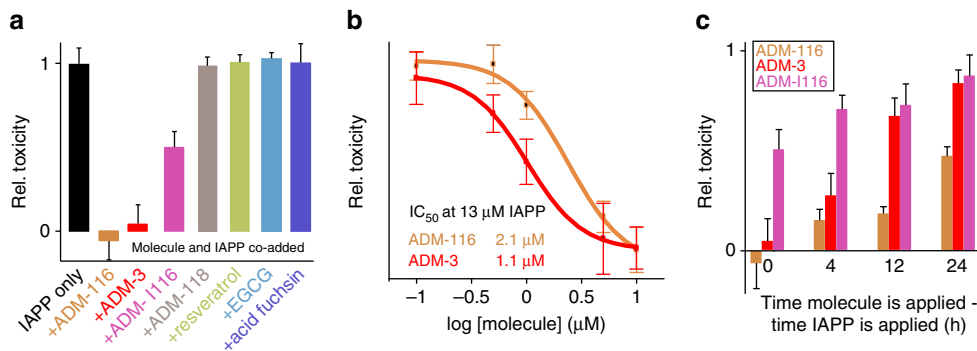 a
Rel. toxicity
1
0
Molecule and IAPP co-added
IAPP only
+ADM-116
+ADM-3
+ADM-I116
+ADM-118
+resveratrol
+EGCG
+acid fuchsin
b
Rel. toxicity
IC50 at 13 μM IAPP
ADM-116 2.1 μM
ADM-3 1.1 μM
−1 −0.5 0 0.5 1
log [molecule] (μM)
c
Rel. toxicity
1
0
ADM-116
ADM-3
ADM-I116
0 4 12 24
Time molecule is applied -
time IAPP is applied (h)